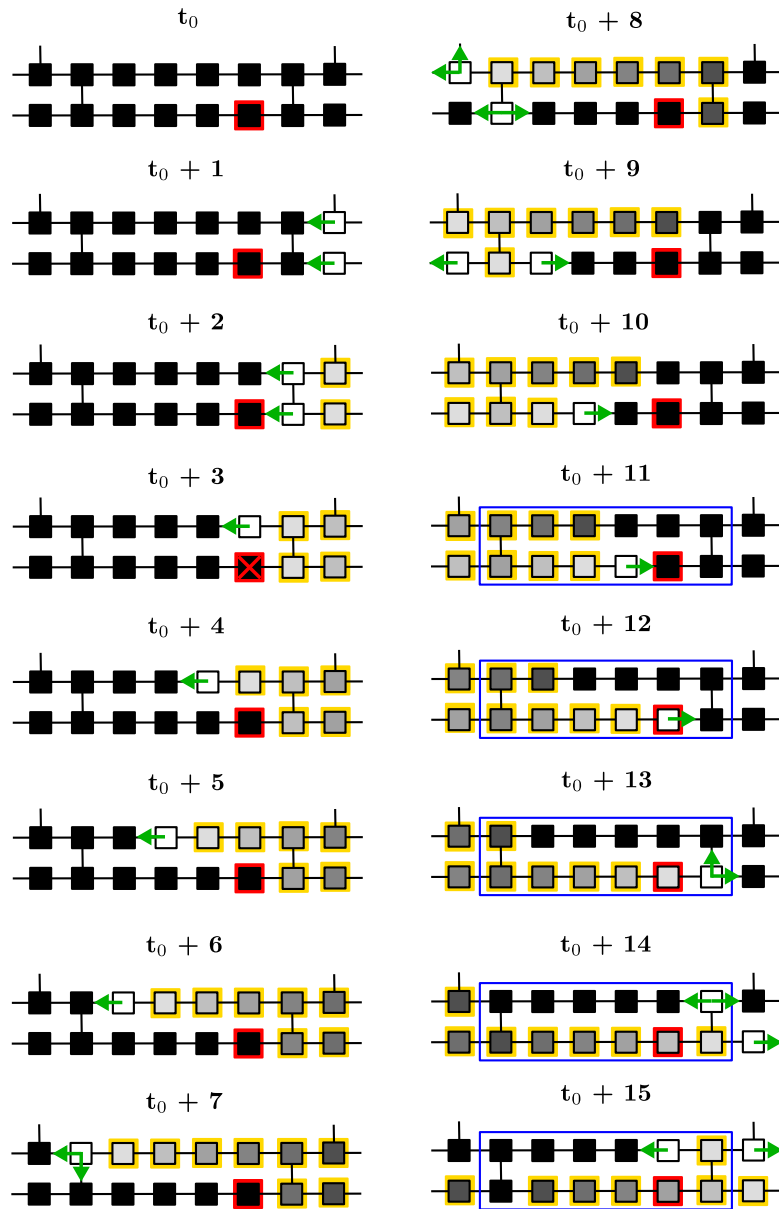 t₀
t₀ + 1
t₀ + 2
t₀ + 3
t₀ + 4
t₀ + 5
t₀ + 6
t₀ + 7
t₀ + 8
t₀ + 9
t₀ + 10
t₀ + 11
t₀ + 12
t₀ + 13
t₀ + 14
t₀ + 15